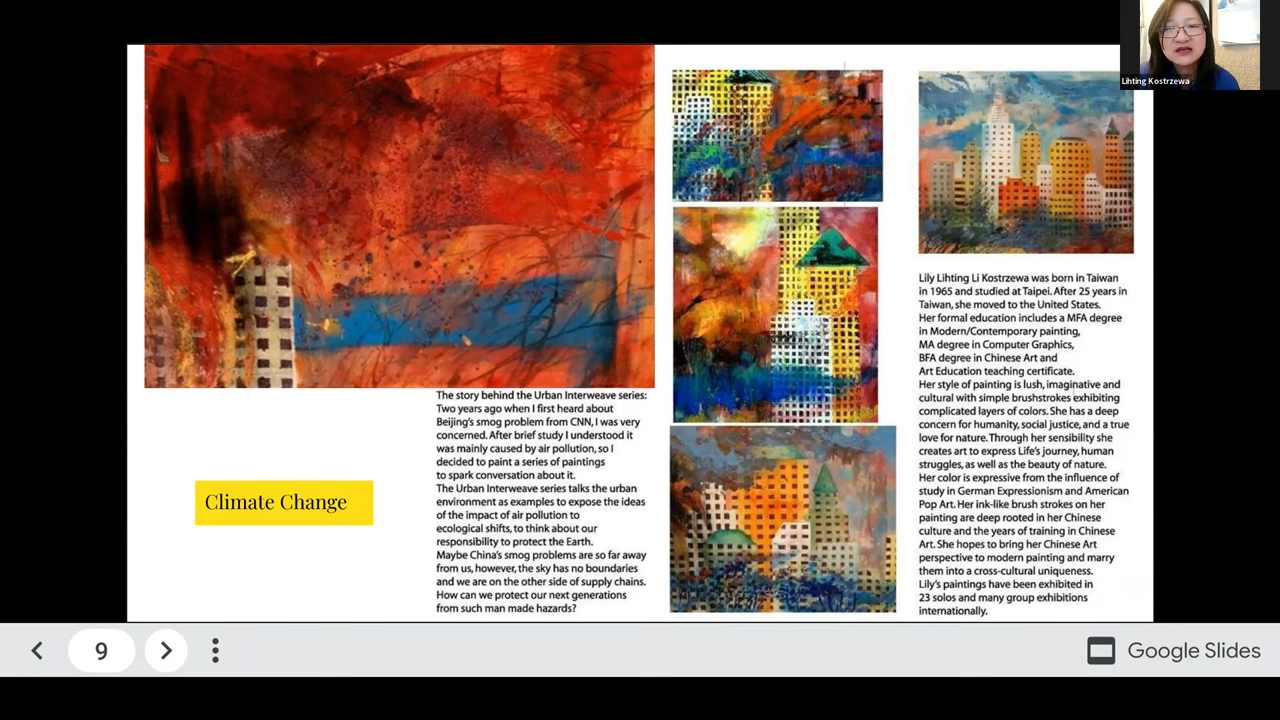 Lihting Kostrzewa
The story behind the Urban Interweave series:
Two years ago when I first heard about
Beijing's smog problem from CNN, I was very
concerned. After brief study I understood it
was mainly caused by air pollution, so I
decided to paint a series of paintings
to spark conversation about it.
The Urban Interweave series talks the urban
environment as examples to expose the ideas
of the impact of air pollution to
ecological shifts, to think about our
responsibility to protect the Earth.
Maybe China's smog problems are so far away
from us, however, the sky has no boundaries
and we are on the other side of supply chains.
How can we protect our next generations
from such man made hazards?
Climate Change
Lily Lihting Li Kostrzewa was born in Taiwan
in 1965 and studied at Taipei. After 25 years in
Taiwan, she moved to the United States.
Her formal education includes a MFA degree
in Modern/Contemporary painting,
MA degree in Computer Graphics,
BFA degree in Chinese Art and
Art Education teaching certificate.
Her style of painting is lush, imaginative and
cultural with simple brushstrokes exhibiting
complicated layers of colors. She has a deep
concern for humanity, social justice, and a true
love for nature. Through her sensibility she
creates art to express Life's journey, human
struggles, as well as the beauty of nature.
Her color is expressive from the influence of
study in German Expressionism and American
Pop Art. Her ink-like brush strokes on her
painting are deep rooted in her Chinese
culture and the years of training in Chinese
Art. She hopes to bring her Chinese Art
perspective to modern painting and marry
them into a cross-cultural uniqueness.
Lily's paintings have been exhibited in
23 solos and many group exhibitions
internationally.
9
Google Slides